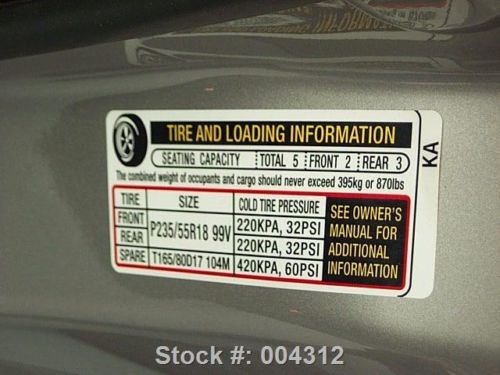 TIRE AND LOADING INFORMATION
SEATING CAPACITY TOTAL 5 FRONT 2 REAR 3
The combined weight of occupants and cargo should never exceed 395kg or 870lbs
TIRE SIZE COLD TIRE PRESSURE SEE OWNER'S MANUAL FOR ADDITIONAL INFORMATION
FRONT P235/55R18 99V 220KPA, 32PSI
REAR 220KPA, 32PSI
SPARE T165/80D17 104M 420KPA, 60PSI
KA
Stock #: 004312